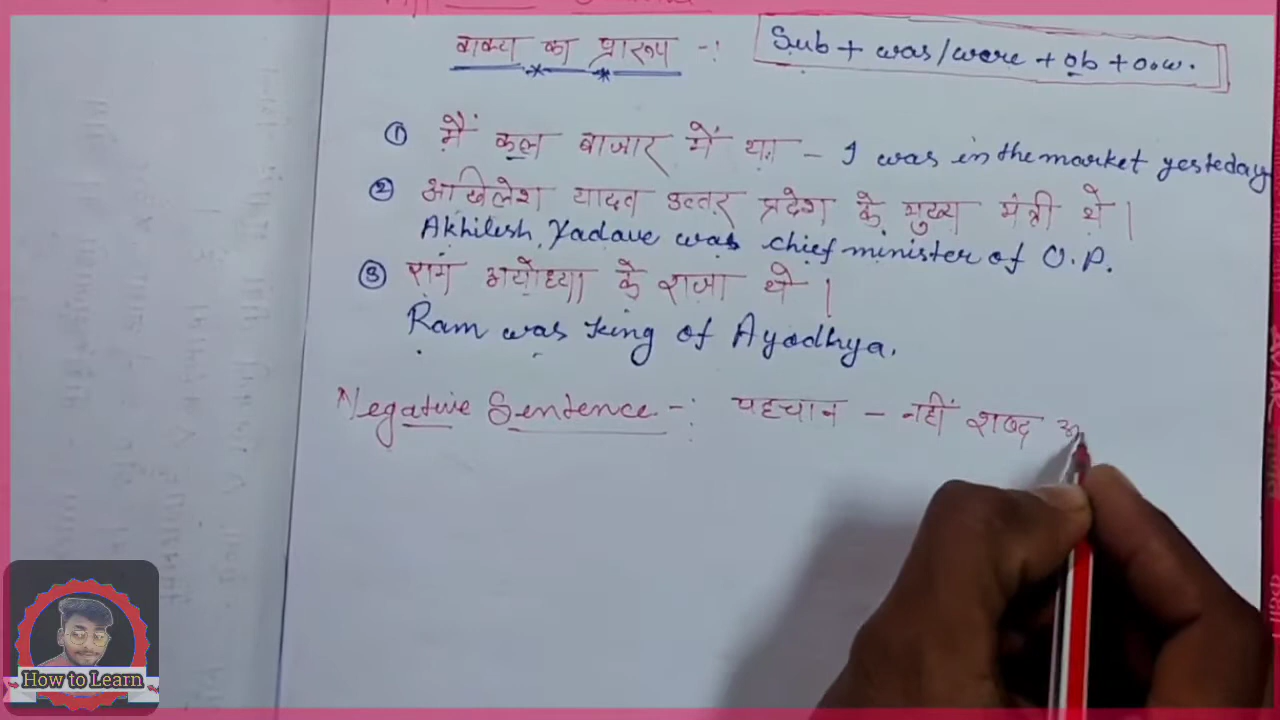 वाक्य का प्रारूप -: Sub + was/were + ob + o.w.
① मैं कल बाजार में था - I was in the market yesteday
② अखिलेश यादव उत्तर प्रदेश के मुख्य मंत्री थे।
Akhilesh Yadave was chief minister of U.P.
③ राम अयोध्या के राजा थे।
Ram was king of Ayodhya.
Negative Sentence -: पहचान - नहीं शब्द
How to Learn